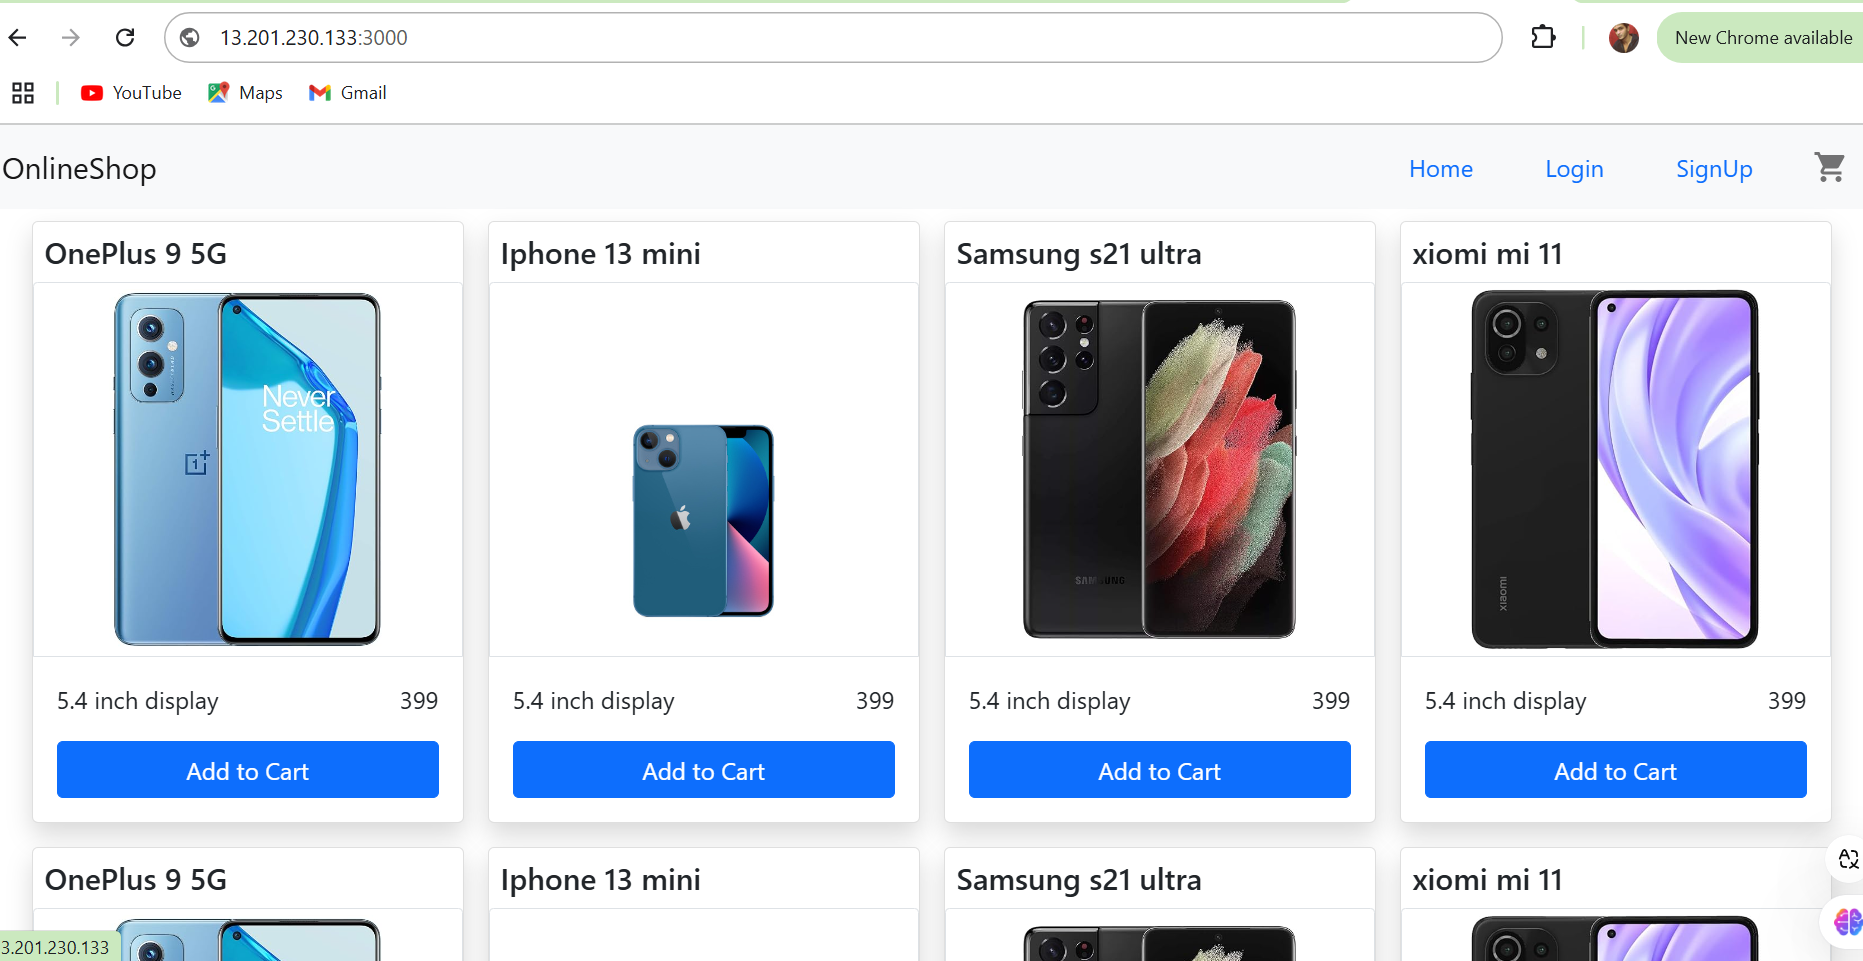 13.201.230.133:3000
New Chrome available
YouTube
Maps
Gmail
OnlineShop
Home
Login
SignUp
OnePlus 9 5G
Iphone 13 mini
Samsung s21 ultra
xiomi mi 11
Never
Settle
SAMSUNG
xiaomi
5.4 inch display
399
5.4 inch display
399
5.4 inch display
399
5.4 inch display
399
Add to Cart
Add to Cart
Add to Cart
Add to Cart
OnePlus 9 5G
Iphone 13 mini
Samsung s21 ultra
xiomi mi 11
3.201.230.133